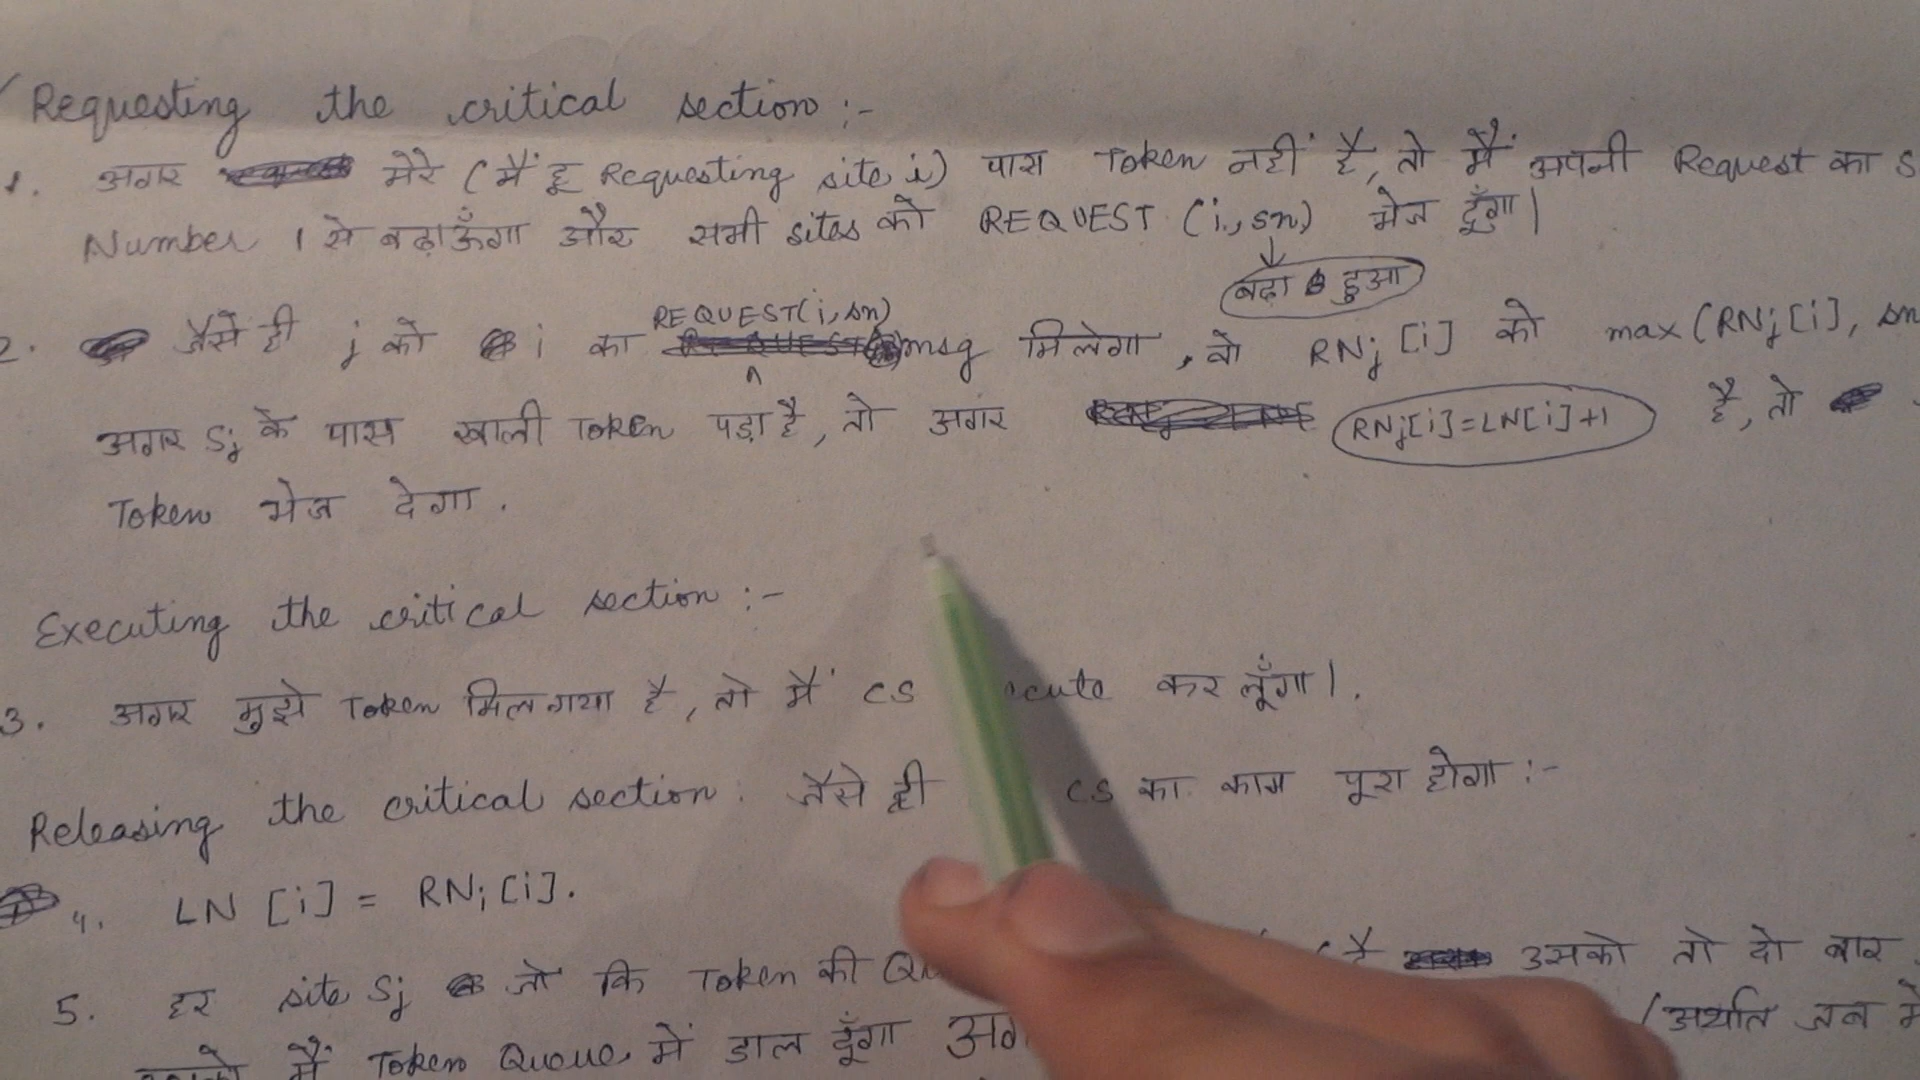 Requesting the critical section :-
1. अगर मेरे (मैं हू Requesting site i) पास Token नहीं है, तो मैं अपनी Request का
Number 1 से बढ़ाऊँगा और सभी sites को REQUEST (i, sn) भेज दूँगा|
बढ़ा हुआ
REQUEST(i, sn)
2. जैसे ही j को i का msg मिलेगा, वो RNj [i] को max (RNj[i], sn
अगर Sj के पास खाली Token पड़ा है, तो अगर RNj[i]=LN[i]+1 है, तो
Token भेज देगा.
Executing the critical section :-
3. अगर मुझे Token मिल गया है, तो मैं CS ecute कर लूँगा|.
Releasing the critical section: जैसे ही CS का काम पूरा होगा :-
4. LN [i] = RNi[i].
5. हर site Sj जो कि Token की Qu है उसको तो दो बार
मैं Token Queue में डाल दूँगा अग (अर्थात जब मे